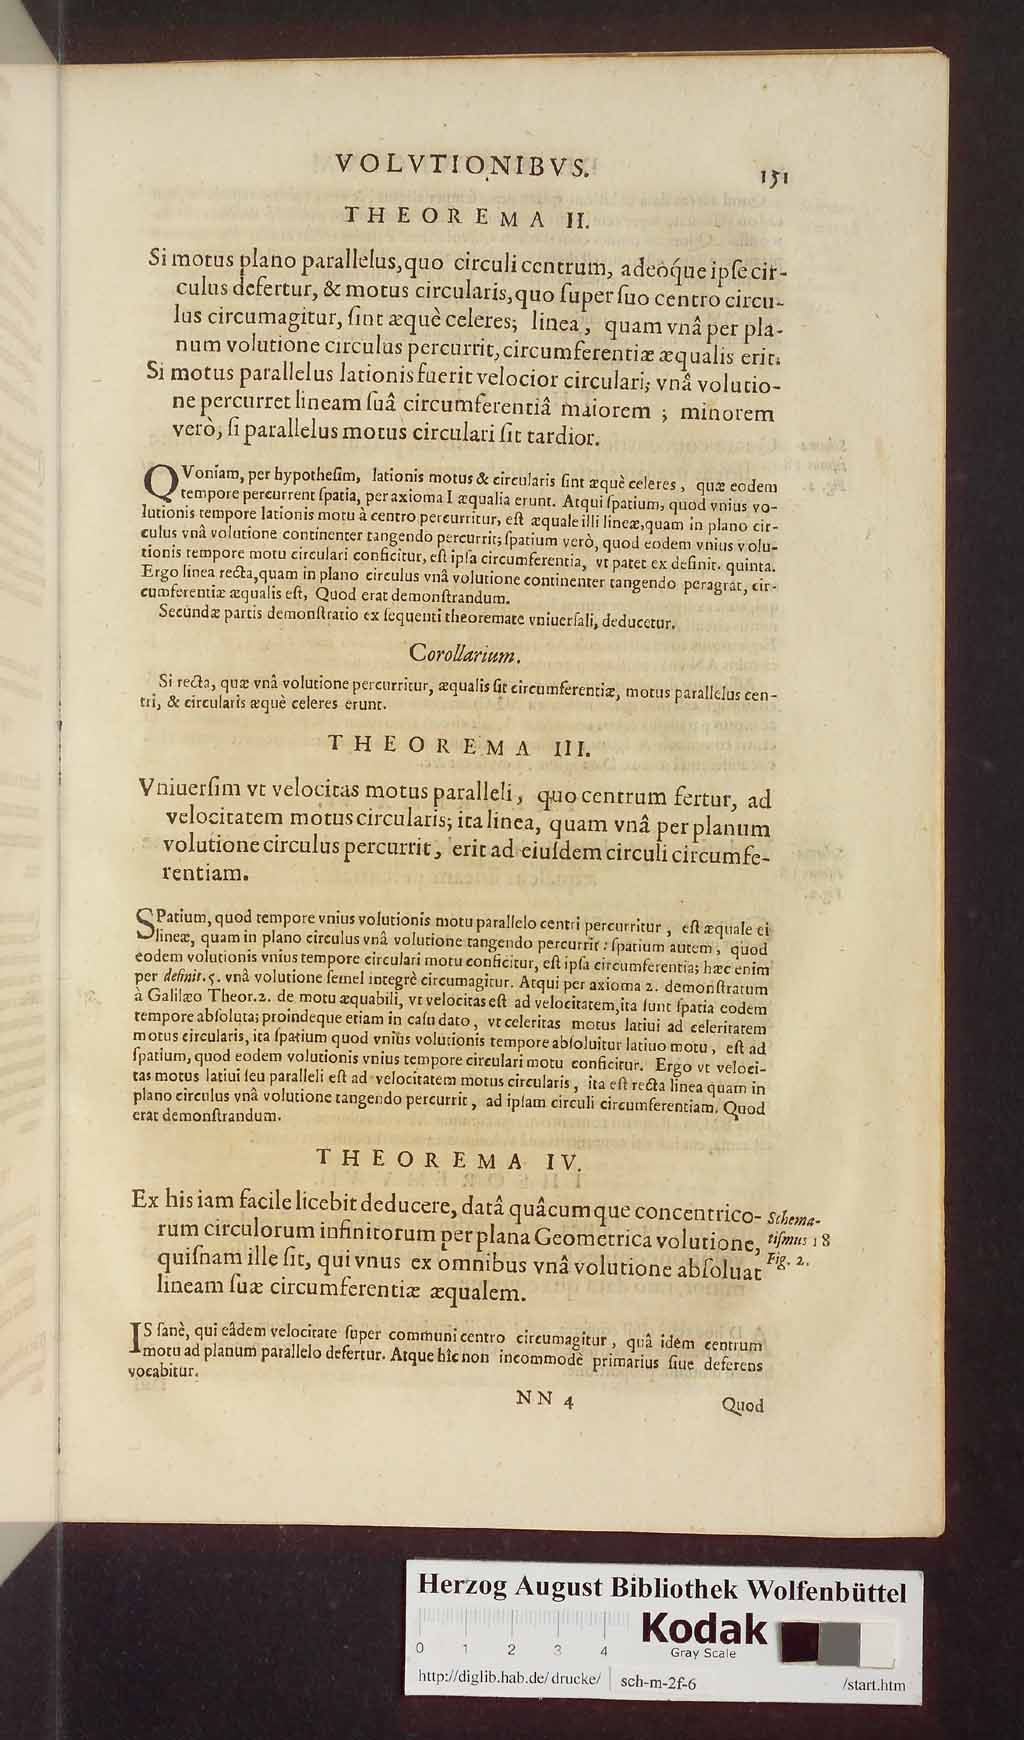 VOLVTIONIBVS. 151
THEOREMA II.
Si motus plano parallelus, quo circuli centrum, adeóque ipſe cir-
culus defertur, & motus circularis, quo ſuper ſuo centro circu-
lus circumagitur, ſint æquè celeres; linea, quam vnâ per pla-
num volutione circulus percurrit, circumferentiæ æqualis erit.
Si motus parallelus lationis fuerit velocior circulari; vnâ volutio-
ne percurret lineam ſuâ circumferentiâ maiorem ; minorem
verò, ſi parallelus motus circulari ſit tardior.
QVoniam, per hypotheſim, lationis motus & circularis ſint æquè celeres, quæ eodem
tempore percurrent ſpatia, per axioma I æqualia erunt. Atqui ſpatium, quod vnius vo-
lutionis tempore lationis motu à centro percurritur, eſt æquale illi lineæ, quam in plano cir-
culus vnâ volutione continenter tangendo percurrit; ſpatium verò, quod eodem vnius volu-
tionis tempore motu circulari conficitur, eſt ipſa circumferentia, vt patet ex definit. quinta.
Ergo linea recta, quam in plano circulus vnâ volutione continenter tangendo peragrat, cir-
cumferentiæ æqualis eſt, Quod erat demonſtrandum.
Secundæ partis demonſtratio ex ſequenti theoremate vniuerſali, deducetur.
Corollarium.
Si recta, quæ vnâ volutione percurritur, æqualis ſit circumferentiæ, motus parallelus cen-
tri, & circularis æquè celeres erunt.
THEOREMA III.
Vniuerſim vt velocitas motus paralleli, quo centrum fertur, ad
velocitatem motus circularis; ita linea, quam vnâ per planum
volutione circulus percurrit, erit ad eiuſdem circuli circumfe-
rentiam.
SPatium, quod tempore vnius volutionis motu parallelo centri percurritur, eſt æquale ei
lineæ, quam in plano circulus vnâ volutione tangendo percurrit: ſpatium autem, quod
eodem volutionis vnius tempore circulari motu conficitur, eſt ipſa circumferentia; hæc enim
per definit. 5. vnâ volutione ſemel integrè circumagitur. Atqui per axioma 2. demonſtratum
à Galilæo Theor. 2. de motu æquabili, vt velocitas eſt ad velocitatem, ita ſunt ſpatia eodem
tempore abſoluta; proindeque etiam in caſu dato, vt celeritas motus latiui ad celeritatem
motus circularis, ita ſpatium quod vnius volutionis tempore abſoluitur latiuo motu, eſt ad
ſpatium, quod eodem volutionis vnius tempore circulari motu conficitur. Ergo vt veloci-
tas motus latiui ſeu paralleli eſt ad velocitatem motus circularis, ita eſt recta linea quam in
plano circulus vnâ volutione tangendo percurrit, ad ipſam circuli circumferentiam. Quod
erat demonſtrandum.
THEOREMA IV.
Ex his iam facile licebit deducere, datâ quâcumque concentrico- Schema-
rum circulorum infinitorum per plana Geometrica volutione, tiſmus 18
quiſnam ille ſit, qui vnus ex omnibus vnâ volutione abſoluat Fig. 2.
lineam ſuæ circumferentiæ æqualem.
IS ſanè, qui eâdem velocitate ſuper communi centro circumagitur, quâ idem centrum
motu ad planum parallelo defertur. Atque hîc non incommodè primarius ſiue deferens
vocabitur.
NN 4 Quod
Herzog August Bibliothek Wolfenbüttel
0 1 2 3 4
Kodak
Gray Scale
http://diglib.hab.de/drucke/ sch-m-2f-6 /start.htm